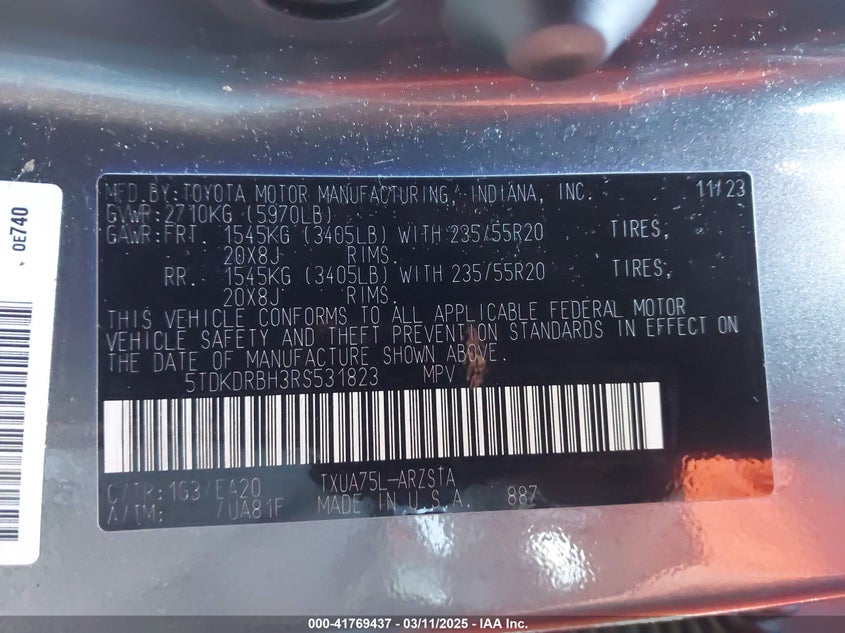 MFD.BY:TOYOTA MOTOR MANUFACTURING, INDIANA, INC. 11/23
GVWR:2710KG (5970LB)
GAWR:FRT. 1545KG (3405LB) WITH 235/55R20 TIRES,
20X8J RIMS.
RR. 1545KG (3405LB) WITH 235/55R20 TIRES,
20X8J RIMS.
THIS VEHICLE CONFORMS TO ALL APPLICABLE FEDERAL MOTOR
VEHICLE SAFETY AND THEFT PREVENTION STANDARDS IN EFFECT ON
THE DATE OF MANUFACTURE SHOWN ABOVE.
5TDKDRBH3RS531823 MPV
C/TR:1G3/EA20 TXUA75L-ARZSTA
A/TM: /UA81F MADE IN U.S.A. 887
0E740
000-41769437 - 03/11/2025 - IAA Inc.